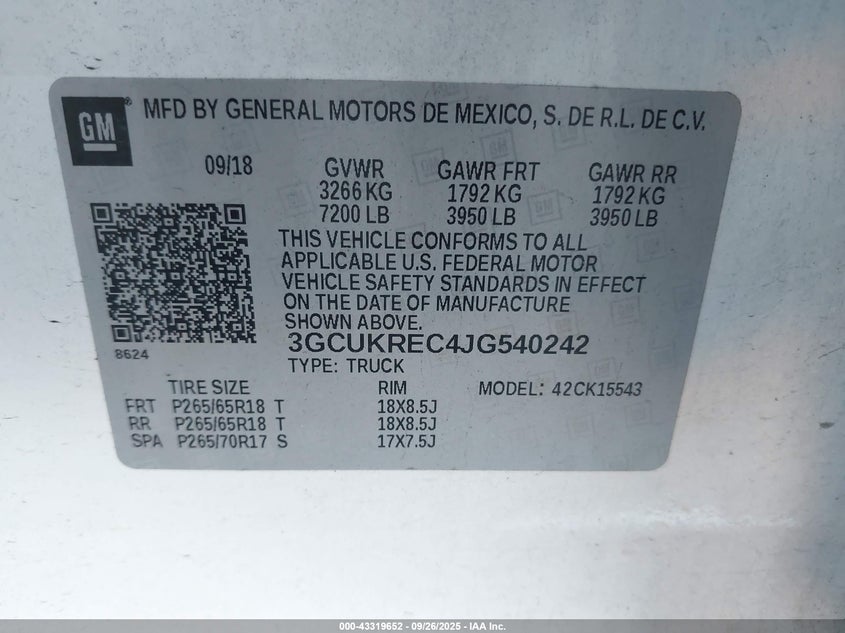 GM ® MFD BY GENERAL MOTORS DE MEXICO, S. DE R.L. DE C.V.
09/18 GVWR GAWR FRT GAWR RR
3266 KG 1792 KG 1792 KG
7200 LB 3950 LB 3950 LB
THIS VEHICLE CONFORMS TO ALL
APPLICABLE U.S. FEDERAL MOTOR
VEHICLE SAFETY STANDARDS IN EFFECT
ON THE DATE OF MANUFACTURE
SHOWN ABOVE.
3GCUKREC4JG540242
8624
TYPE: TRUCK
TIRE SIZE RIM MODEL: 42CK15543
FRT P265/65R18 T 18X8.5J
RR P265/65R18 T 18X8.5J
SPA P265/70R17 S 17X7.5J
000-43319652 - 09/26/2025 - IAA Inc.